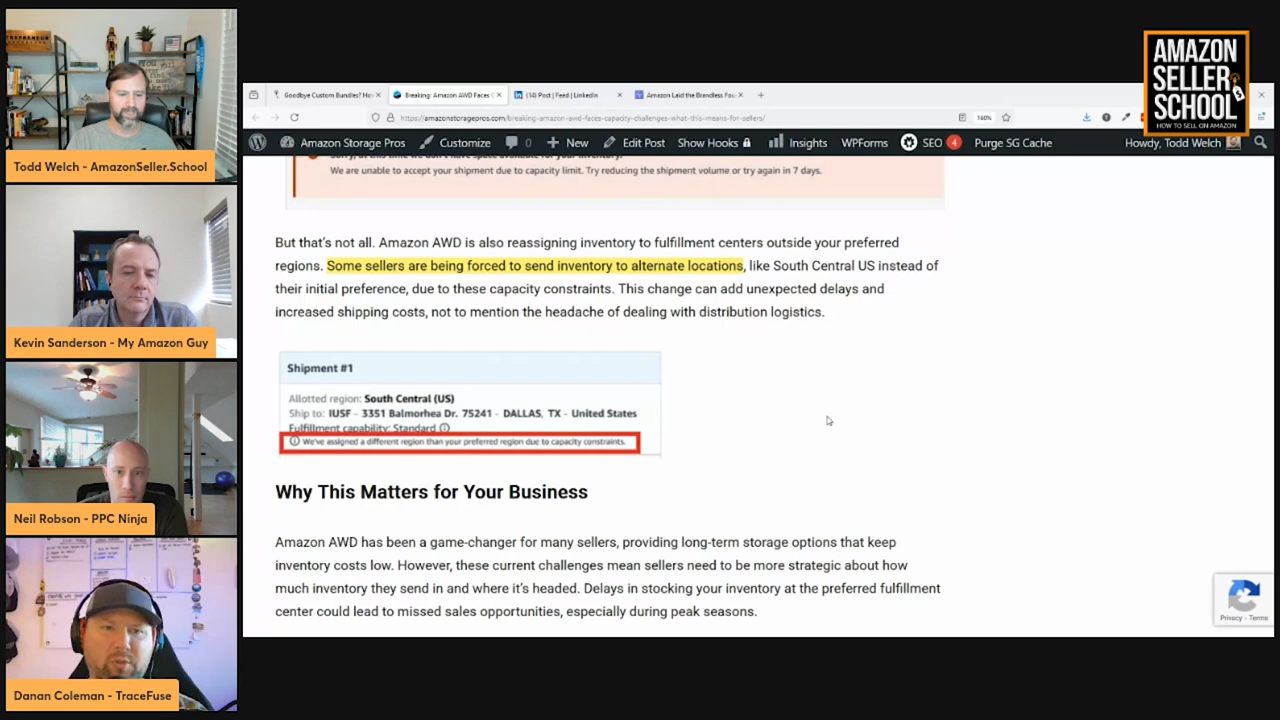 AMAZON
SELLER
SCHOOL
HOW TO SELL ON AMAZON
Todd Welch - AmazonSeller.School
Kevin Sanderson - My Amazon Guy
Neil Robson - PPC Ninja
Danan Coleman - TraceFuse
Goodbye Custom Bundles? Ho
Breaking: Amazon AWD Faces
(14) Post | Feed | LinkedIn
Amazon Laid the Brandless Fou
https://amazonstoragepros.com/breaking-amazon-awd-faces-capacity-challenges-what-this-means-for-sellers/
160%
Amazon Storage Pros Customize 0 New Edit Post Show Hooks Insights WPForms SEO 4 Purge SG Cache Howdy, Todd Welch
Sorry, at this time we don't have space available for your inventory.
We are unable to accept your shipment due to capacity limit. Try reducing the shipment volume or try again in 7 days.
But that's not all. Amazon AWD is also reassigning inventory to fulfillment centers outside your preferred
regions. Some sellers are being forced to send inventory to alternate locations, like South Central US instead of
their initial preference, due to these capacity constraints. This change can add unexpected delays and
increased shipping costs, not to mention the headache of dealing with distribution logistics.
Shipment #1
Allotted region: South Central (US)
Ship to: IUSF - 3351 Balmorhea Dr. 75241 - DALLAS, TX - United States
Fulfillment capability: Standard
We've assigned a different region than your preferred region due to capacity constraints.
Why This Matters for Your Business
Amazon AWD has been a game-changer for many sellers, providing long-term storage options that keep
inventory costs low. However, these current challenges mean sellers need to be more strategic about how
much inventory they send in and where it's headed. Delays in stocking your inventory at the preferred fulfillment
center could lead to missed sales opportunities, especially during peak seasons.
Privacy - Terms